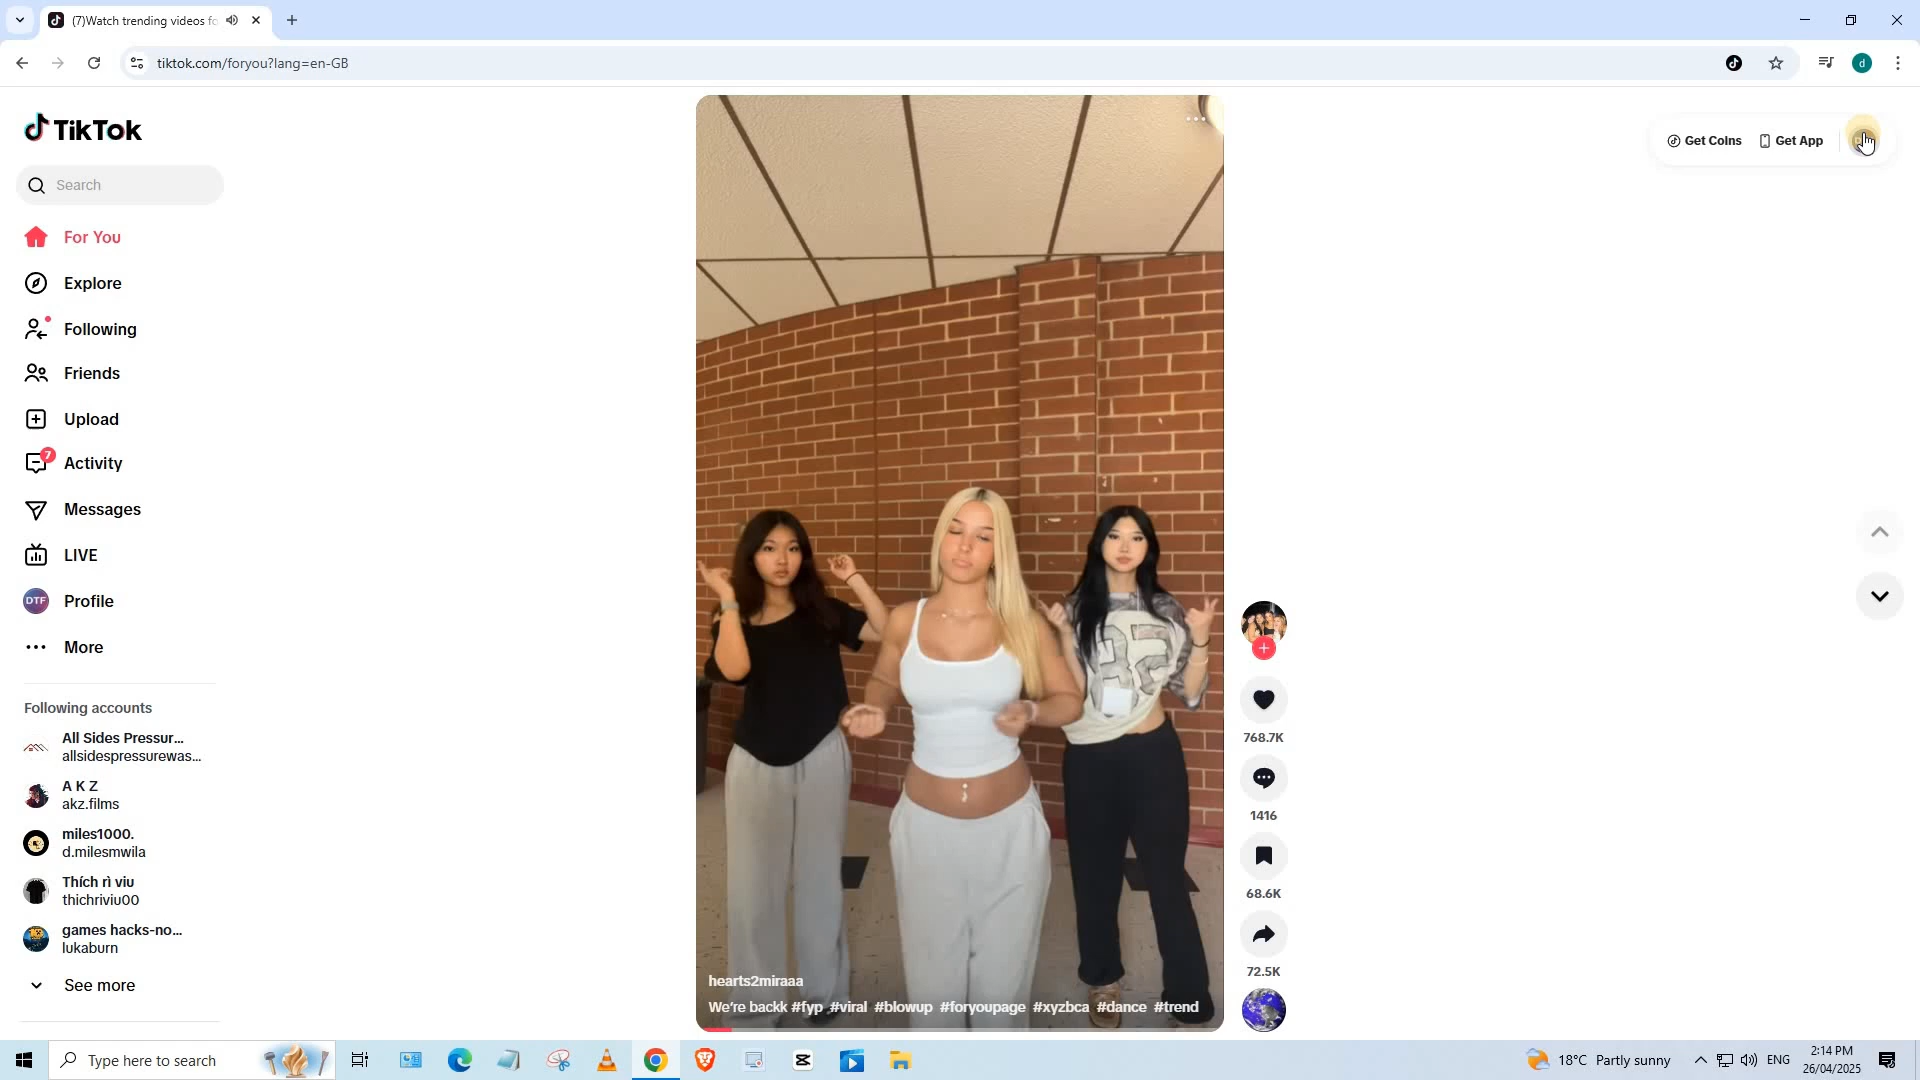 (7)Watch trending videos fo
tiktok.com/foryou?lang=en-GB
d
TikTok
Get Coins
Get App
Search
For You
Explore
Following
Friends
Upload
7
Activity
Messages
LIVE
DTF
Profile
More
Following accounts
All Sides Pressur...
allsidespressurewas...
A K Z
akz.films
miles1000.
d.milesmwila
Thích rì viu
thichriviu00
games hacks-no...
lukaburn
See more
768.7K
1416
68.6K
72.5K
hearts2miraaa
We're backk #fyp #viral #blowup #foryoupage #xyzbca #dance #trend
Type here to search
18°C Partly sunny
ENG
2:14 PM
26/04/2025